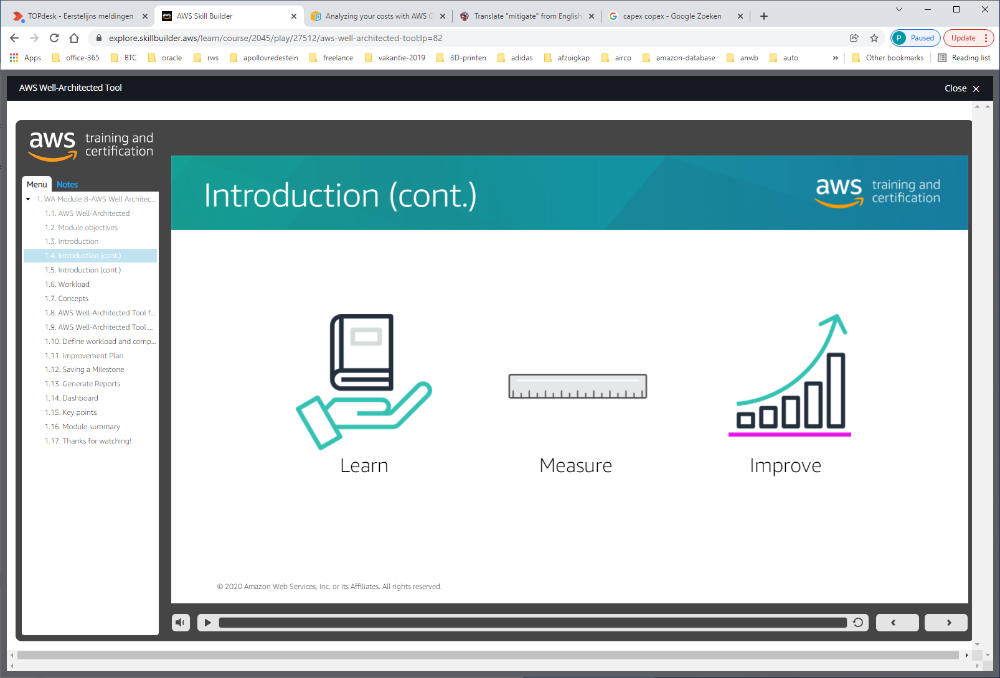 TOPdesk - Eerstelijns meldingen
AWS Skill Builder
Analyzing your costs with AWS C
Translate "mitigate" from English
capex copex - Google Zoeken
explore.skillbuilder.aws/learn/course/2045/play/27512/aws-well-architected-tool;lp=82
P Paused
Update
Apps
office-365
BTC
oracle
rws
apollovredestein
freelance
vakantie-2019
3D-printen
adidas
afzuigkap
airco
amazon-database
anwb
auto
»
Other bookmarks
Reading list
AWS Well-Architected Tool
Close
aws training and
certification
Menu
Notes
1. WA Module 8-AWS Well Architec...
1.1. AWS Well-Architected
1.2. Module objectives
1.3. Introduction
1.4. Introduction (cont.)
1.5. Introduction (cont.)
1.6. Workload
1.7. Concepts
1.8. AWS Well-Architected Tool f...
1.9. AWS Well-Architected Tool ...
1.10. Define workload and comp...
1.11. Improvement Plan
1.12. Saving a Milestone
1.13. Generate Reports
1.14. Dashboard
1.15. Key points
1.16. Module summary
1.17. Thanks for watching!
Introduction (cont.)
aws training and
certification
Learn
Measure
Improve
© 2020 Amazon Web Services, Inc. or its Affiliates. All rights reserved.